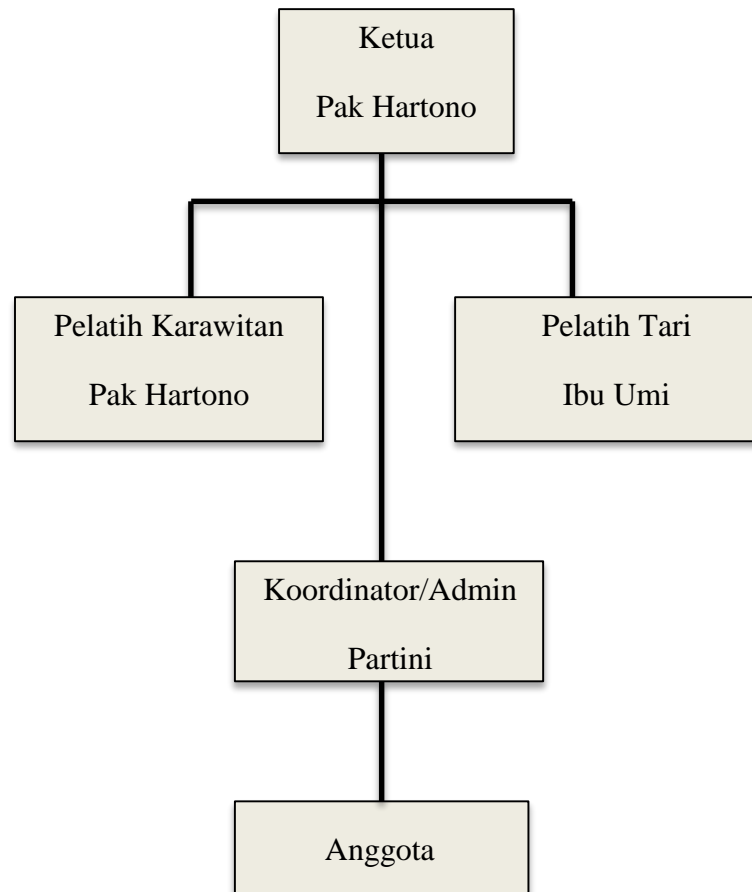 Ketua
Pak Hartono
Pelatih Karawitan
Pak Hartono
Pelatih Tari
Ibu Umi
Koordinator/Admin
Partini
Anggota